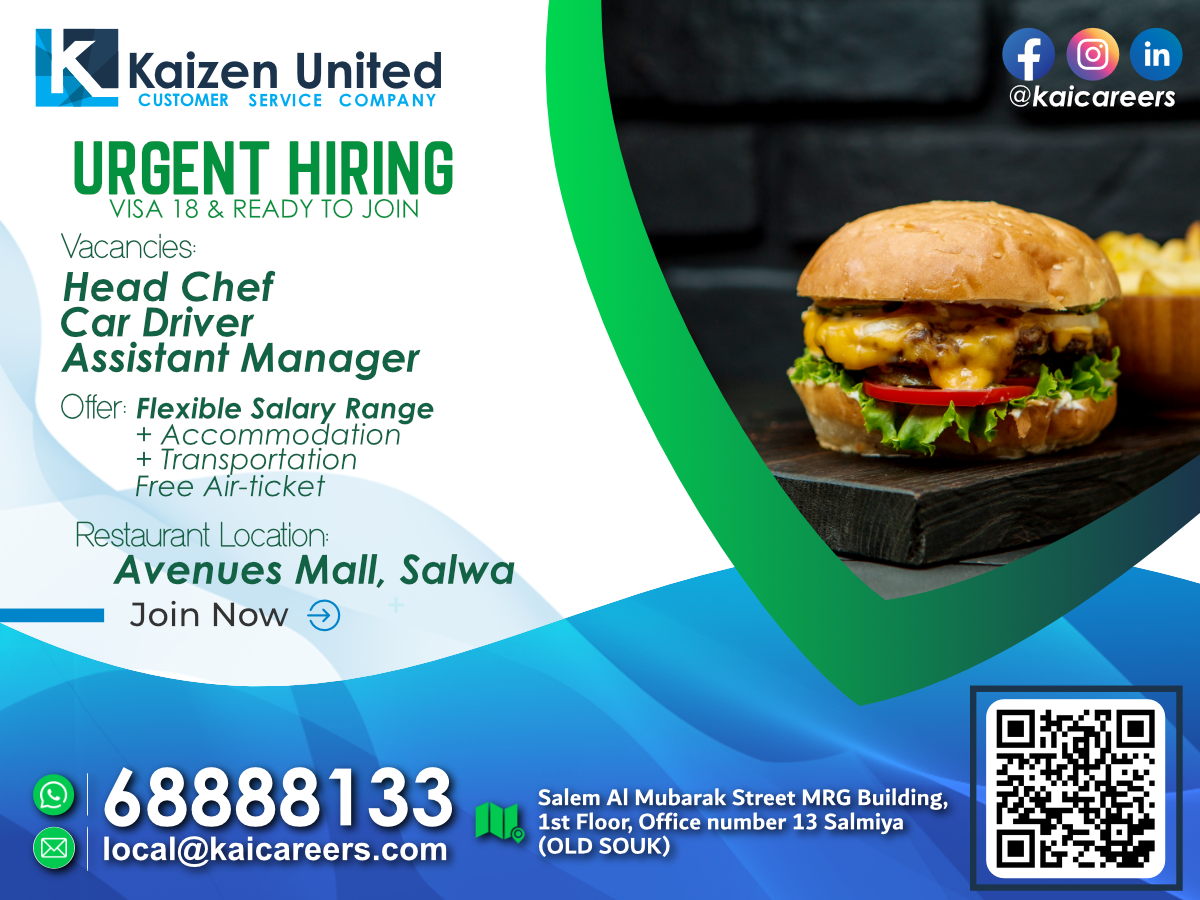 Kaizen United
CUSTOMER SERVICE COMPANY
@kaicareers
URGENT HIRING
VISA 18 & READY TO JOIN
Vacancies:
Head Chef
Car Driver
Assistant Manager
Offer: Flexible Salary Range
+ Accommodation
+ Transportation
Free Air-ticket
Restaurant Location:
Avenues Mall, Salwa
Join Now
68888133
local@kaicareers.com
Salem Al Mubarak Street MRG Building,
1st Floor, Office number 13 Salmiya
(OLD SOUK)